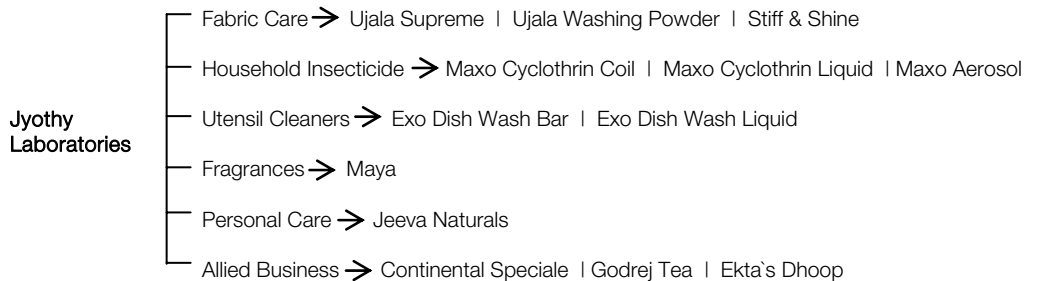 Fabric Care → Ujala Supreme | Ujala Washing Powder | Stiff & Shine
Household Insecticide → Maxo Cyclothrin Coil | Maxo Cyclothrin Liquid | Maxo Aerosol
Jyothy
Laboratories
Utensil Cleaners → Exo Dish Wash Bar | Exo Dish Wash Liquid
Fragrances → Maya
Personal Care → Jeeva Naturals
Allied Business → Continental Speciale | Godrej Tea | Ekta`s Dhoop